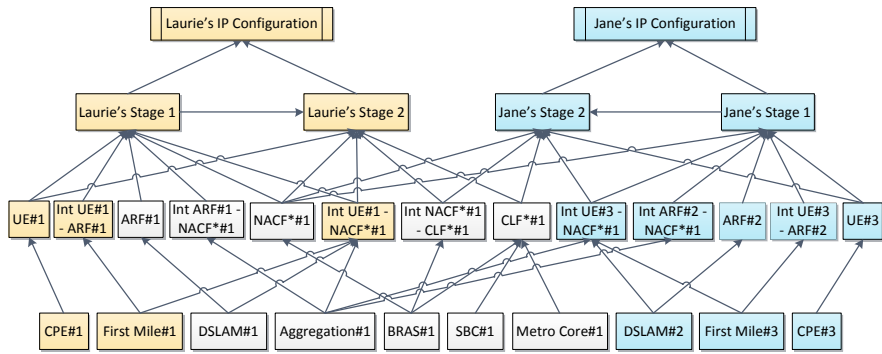 Laurie's IP Configuration
Jane's IP Configuration
Laurie's Stage 1
Laurie's Stage 2
Jane's Stage 2
Jane's Stage 1
UE#1
Int UE#1
- ARF#1
ARF#1
Int ARF#1 -
NACF*#1
NACF*#1
Int UE#1 -
NACF*#1
Int NACF*#1
- CLF*#1
CLF*#1
Int UE#3 -
NACF*#1
Int ARF#2 -
NACF*#1
ARF#2
Int UE#3
- ARF#2
UE#3
CPE#1
First Mile#1
DSLAM#1
Aggregation#1
BRAS#1
SBC#1
Metro Core#1
DSLAM#2
First Mile#3
CPE#3